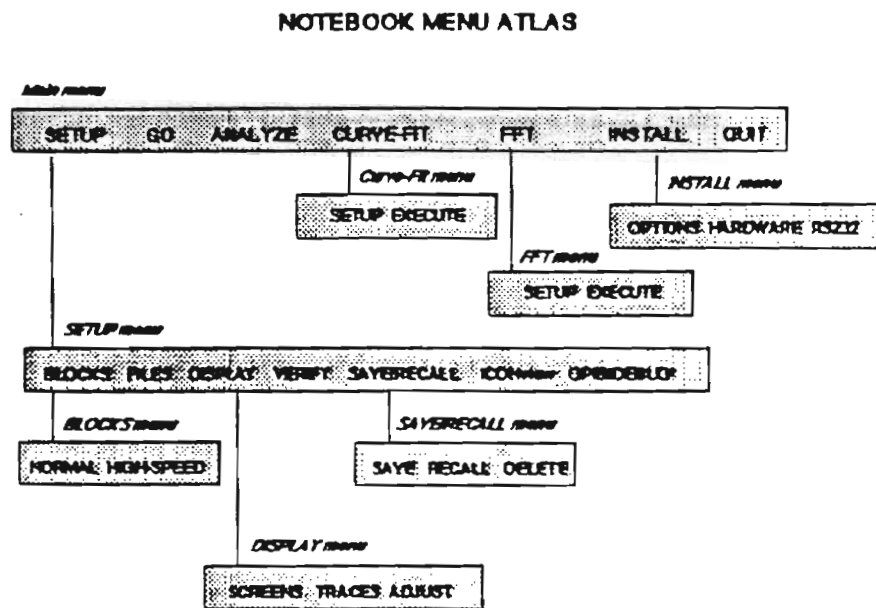 NOTEBOOK MENU ATLAS
Main menu
SETUP GO ANALYZE CURVE-FIT FFT INSTALL QUIT
Curve-Fit menu
INSTALL menu
SETUP EXECUTE
OPTIONS HARDWARE RS232
FFT menu
SETUP EXECUTE
SETUP menu
BLOCKS FILES DISPLAY VERIFY SAVE/RECALL ICONview
BLOCKS menu
SAVE/RECALL menu
NORMAL HIGH-SPEED
SAVE RECALL DELETE
DISPLAY menu
SCREENS TRACES ADJUST